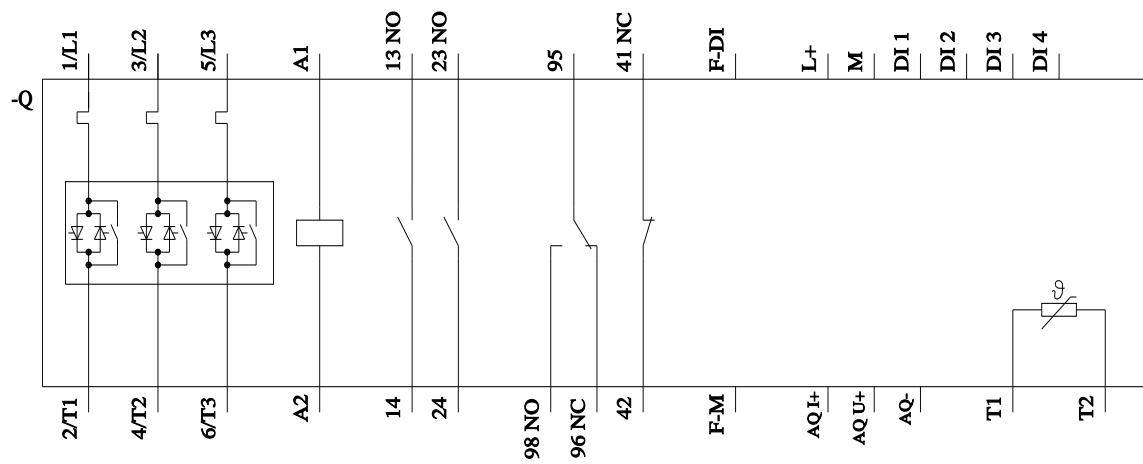 1/L1
3/L2
5/L3
A1
13 NO
23 NO
95
41 NC
F-DI
L+
M
DI 1
DI 2
DI 3
DI 4
-Q
ϑ
2/T1
4/T2
6/T3
A2
14
24
98 NO
96 NC
42
F-M
AQ I+
AQ U+
AQ-
T1
T2